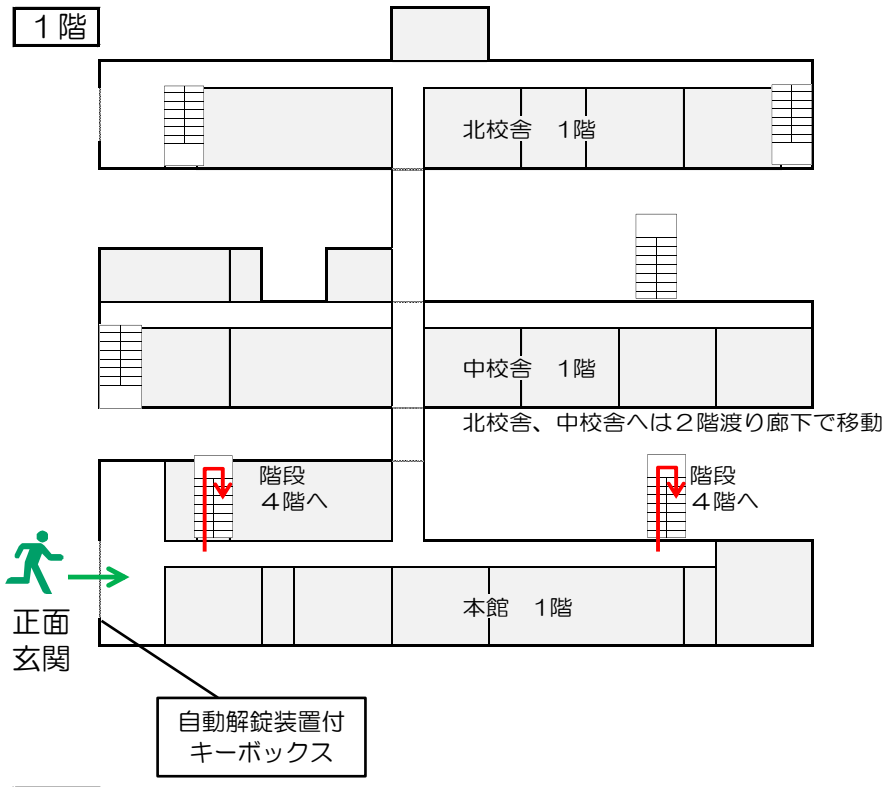 １階
北校舎　1階
中校舎　1階
北校舎、中校舎へは２階渡り廊下で移動
階段
４階へ
階段
４階へ
正面
玄関
本館　1階
自動解錠装置付
キーボックス